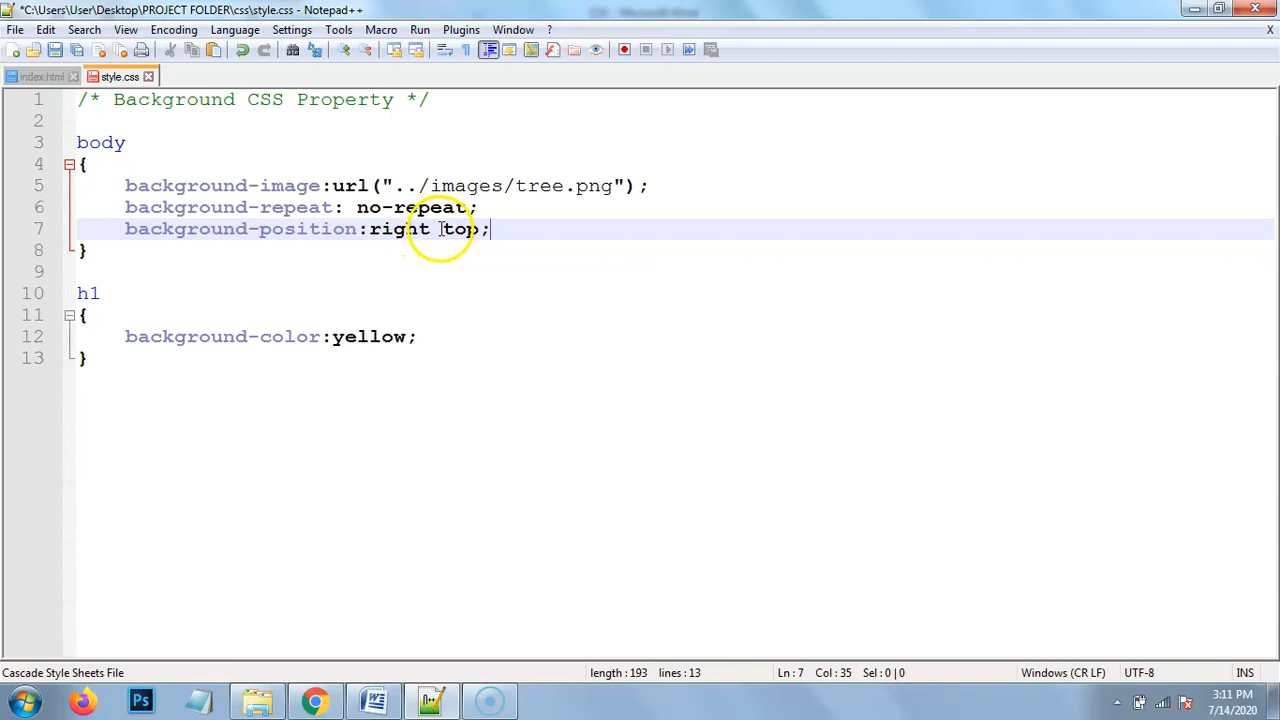 *C:\Users\User\Desktop\PROJECT FOLDER\css\style.css - Notepad++
File Edit Search View Encoding Language Settings Tools Macro Run Plugins Window ? X
index.html style.css
1 /* Background CSS Property */
2
3 body
4 {
5 background-image:url("../images/tree.png");
6 background-repeat: no-repeat;
7 background-position:right top;
8 }
9
10 h1
11 {
12 background-color:yellow;
13 }
Cascade Style Sheets File length : 193 lines : 13 Ln : 7 Col : 35 Sel : 0 | 0 Windows (CR LF) UTF-8 INS
Ps W n++ 3:11 PM
7/14/2020